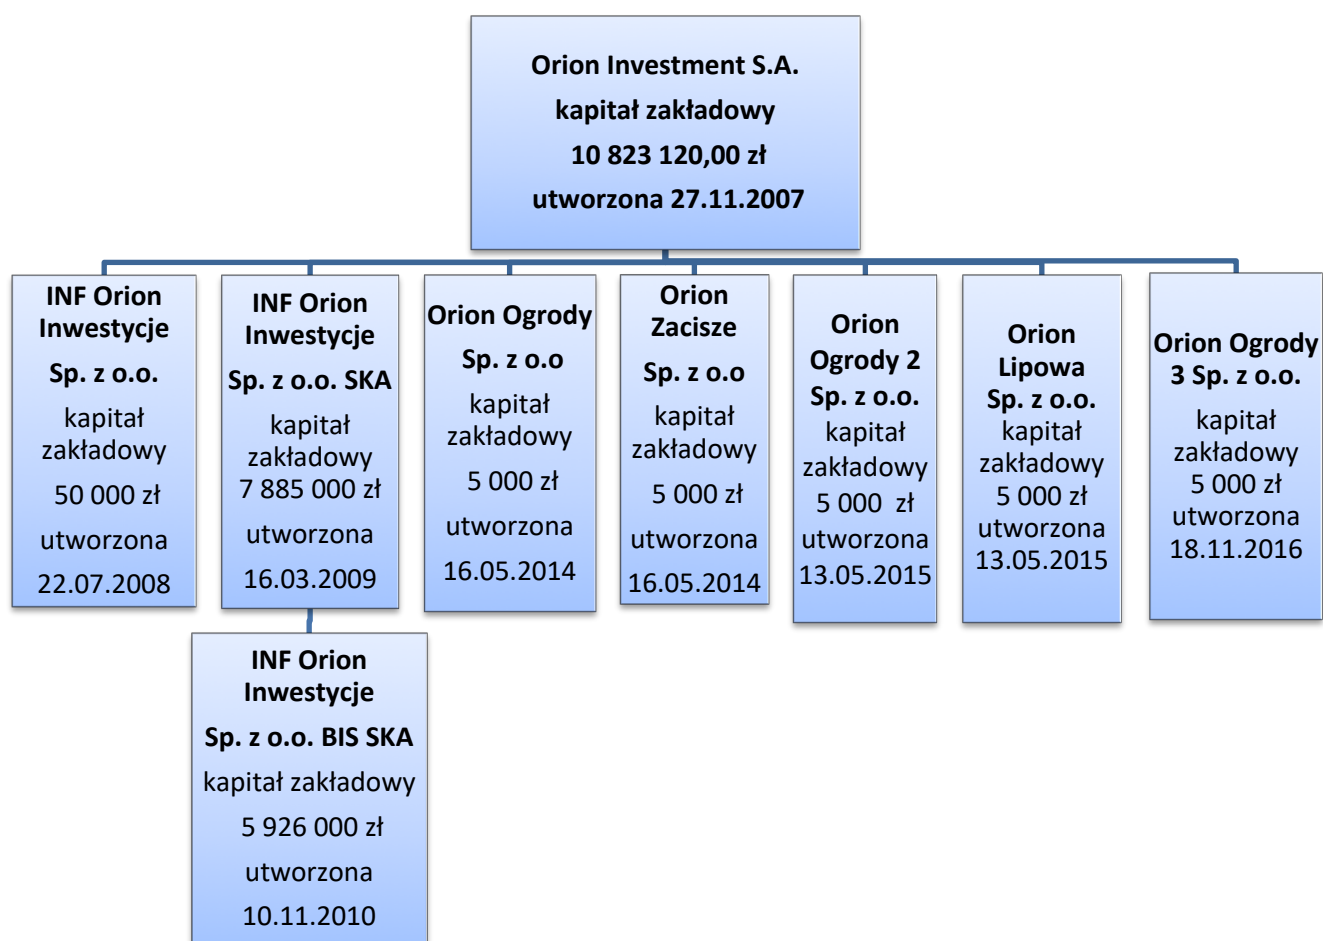 Orion Investment S.A.
kapitał zakładowy
10 823 120,00 zł
utworzona 27.11.2007
INF Orion
Inwestycje
Sp. z o.o.
kapitał
zakładowy
50 000 zł
utworzona
22.07.2008
INF Orion
Inwestycje
Sp. z o.o. SKA
kapitał
zakładowy
7 885 000 zł
utworzona
16.03.2009
Orion Ogrody
Sp. z o.o
kapitał
zakładowy
5 000 zł
utworzona
16.05.2014
Orion
Zacisze
Sp. z o.o
kapitał
zakładowy
5 000 zł
utworzona
16.05.2014
Orion
Ogrody 2
Sp. z o.o.
kapitał
zakładowy
5 000 zł
utworzona
13.05.2015
Orion
Lipowa
Sp. z o.o.
kapitał
zakładowy
5 000 zł
utworzona
13.05.2015
Orion Ogrody
3 Sp. z o.o.
kapitał
zakładowy
5 000 zł
utworzona
18.11.2016
INF Orion
Inwestycje
Sp. z o.o. BIS SKA
kapitał zakładowy
5 926 000 zł
utworzona
10.11.2010